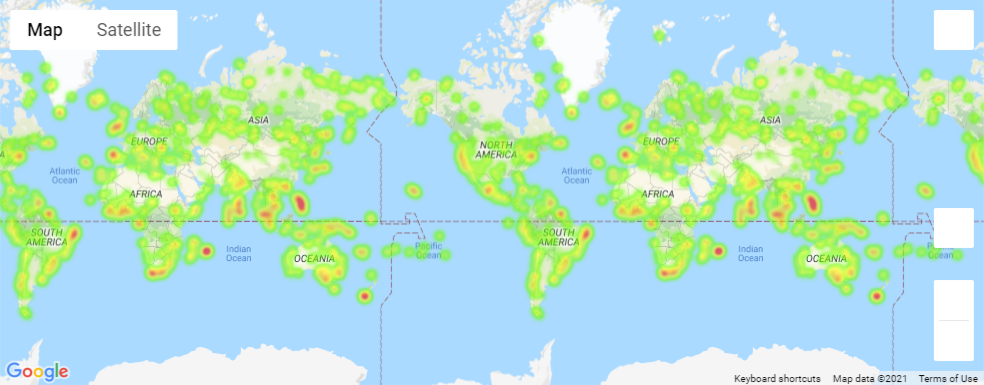 Map Satellite
ASIA
ASIA
EUROPE
NORTH
AMERICA
EUROPE
Atlantic
Ocean
Atlantic
Ocean
AFRICA
AFRICA
SOUTH
AMERICA
SOUTH
AMERICA
Indian
Ocean
Pacific
Ocean
Indian
Ocean
Pacific
Ocean
OCEANIA
OCEANIA
Google
Keyboard shortcuts Map data ©2021 Terms of Use